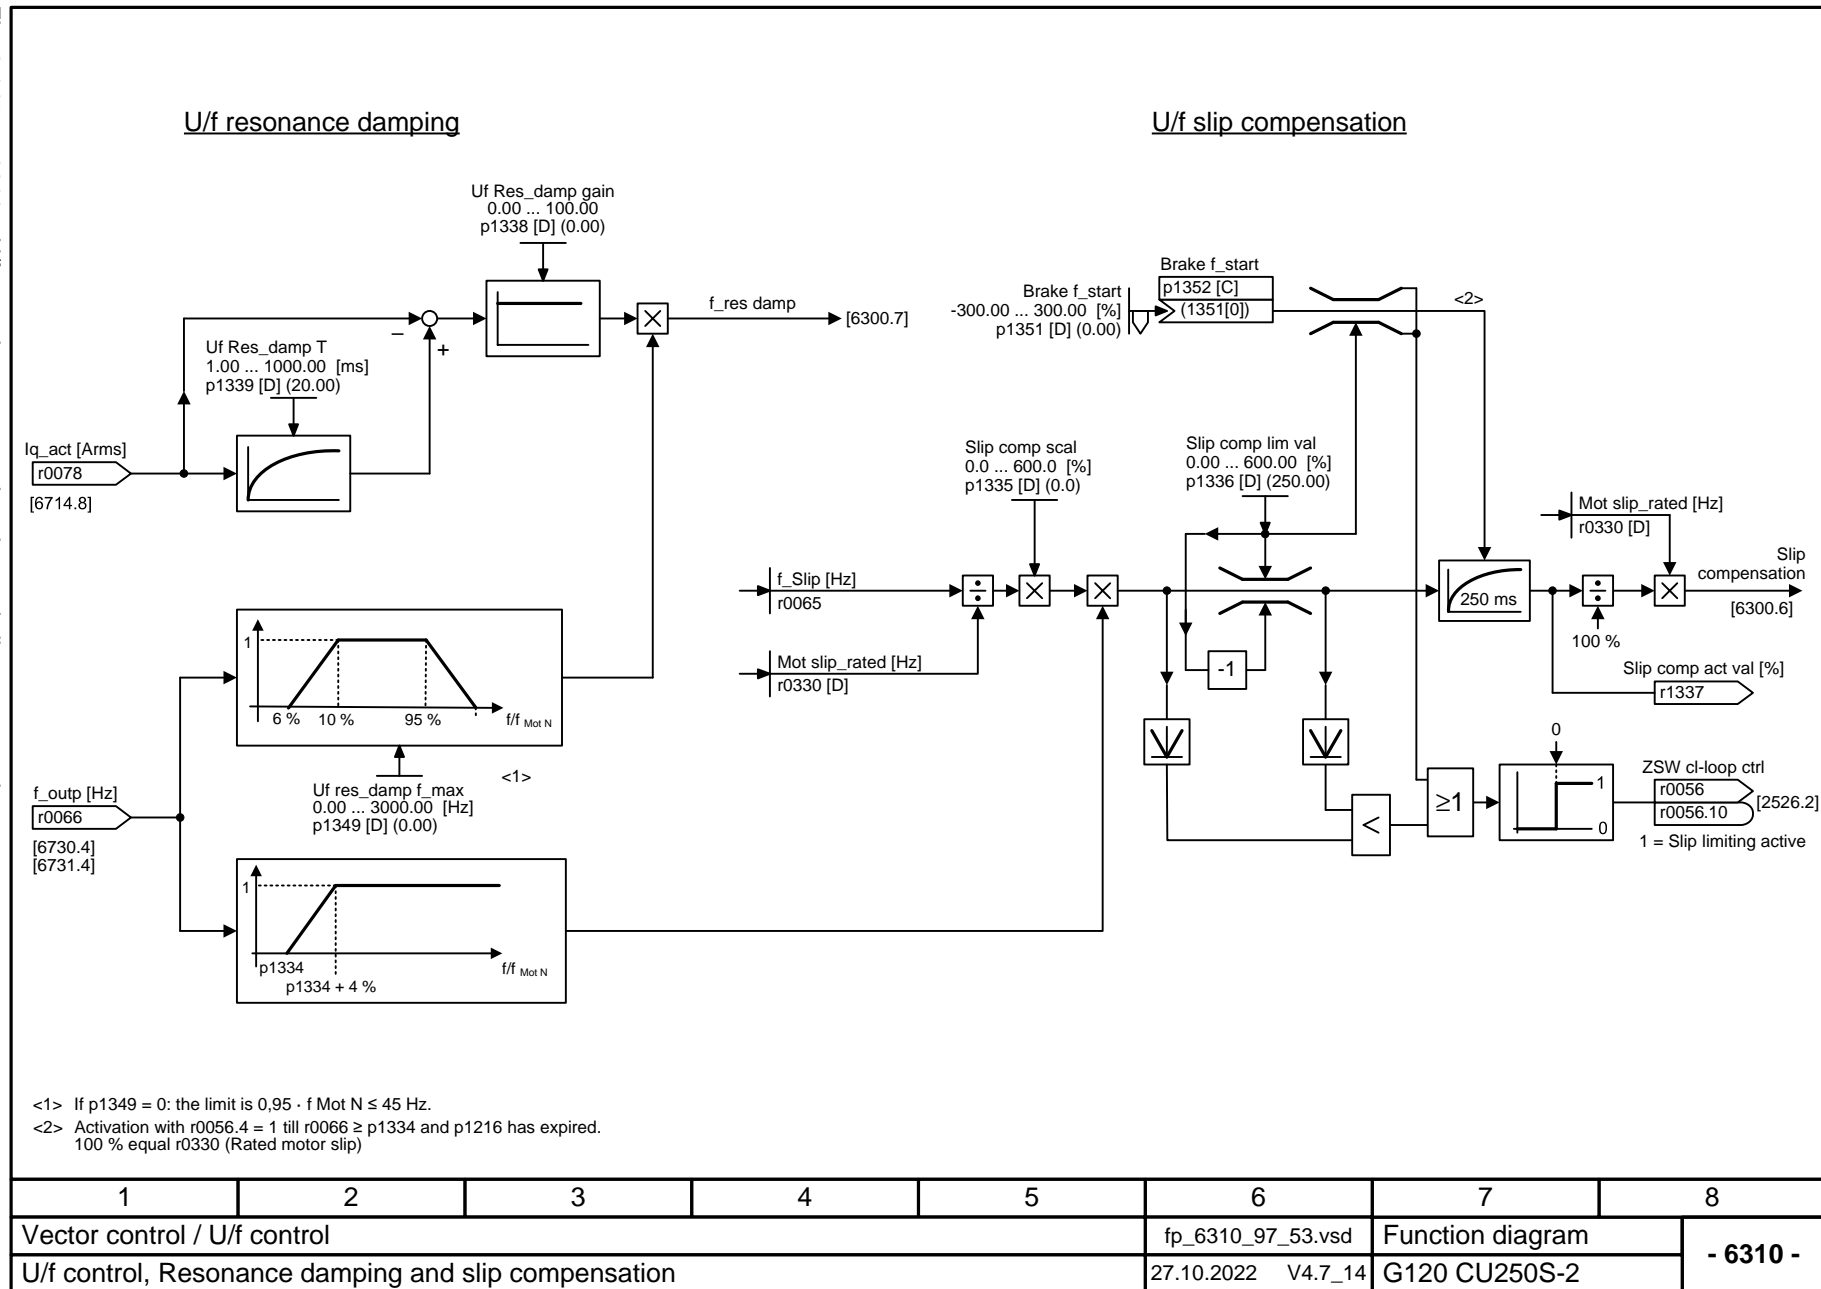 U/f resonance damping
U/f slip compensation
Uf Res_damp gain
0.00 ... 100.00
p1338 [D] (0.00)
f_res damp
[6300.7]
–
+
Uf Res_damp T
1.00 ... 1000.00 [ms]
p1339 [D] (20.00)
Iq_act [Arms]
r0078
[6714.8]
Brake f_start
-300.00 ... 300.00 [%]
p1351 [D] (0.00)
Brake f_start
p1352 [C]
(1351[0])
<2>
Slip comp scal
0.0 ... 600.0 [%]
p1335 [D] (0.0)
Slip comp lim val
0.00 ... 600.00 [%]
p1336 [D] (250.00)
Mot slip_rated [Hz]
r0330 [D]
f_Slip [Hz]
r0065
÷
×
×
250 ms
÷
×
Slip
compensation
[6300.6]
100 %
Mot slip_rated [Hz]
r0330 [D]
-1
Slip comp act val [%]
r1337
1
6 %
10 %
95 %
f/f Mot N
<1>
Uf res_damp f_max
0.00 ... 3000.00 [Hz]
p1349 [D] (0.00)
f_outp [Hz]
r0066
[6730.4]
[6731.4]
1
p1334
p1334 + 4 %
f/f Mot N
<
≥1
0
1
0
ZSW cl-loop ctrl
r0056
r0056.10
[2526.2]
1 = Slip limiting active
<1> If p1349 = 0: the limit is 0,95 · f Mot N ≤ 45 Hz.
<2> Activation with r0056.4 = 1 till r0066 ≥ p1334 and p1216 has expired.
100 % equal r0330 (Rated motor slip)
1 2 3 4 5 6 7 8
Vector control / U/f control
fp_6310_97_53.vsd
Function diagram
- 6310 -
U/f control, Resonance damping and slip compensation
27.10.2022 V4.7_14
G120 CU250S-2